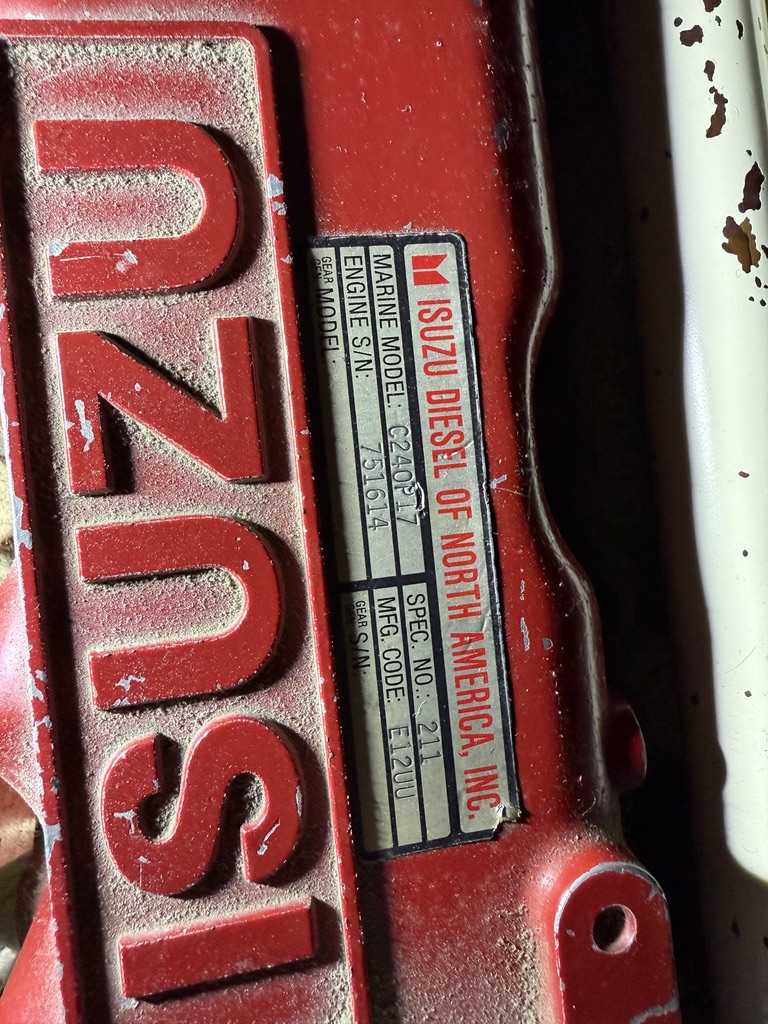 ISUZU
ISUZU DIESEL OF NORTH AMERICA, INC.
MARINE MODEL: C240P17 SPEC. NO.: 211
ENGINE S/N: 751614 MFG. CODE: E12UU
GEAR MODEL: GEAR S/N: